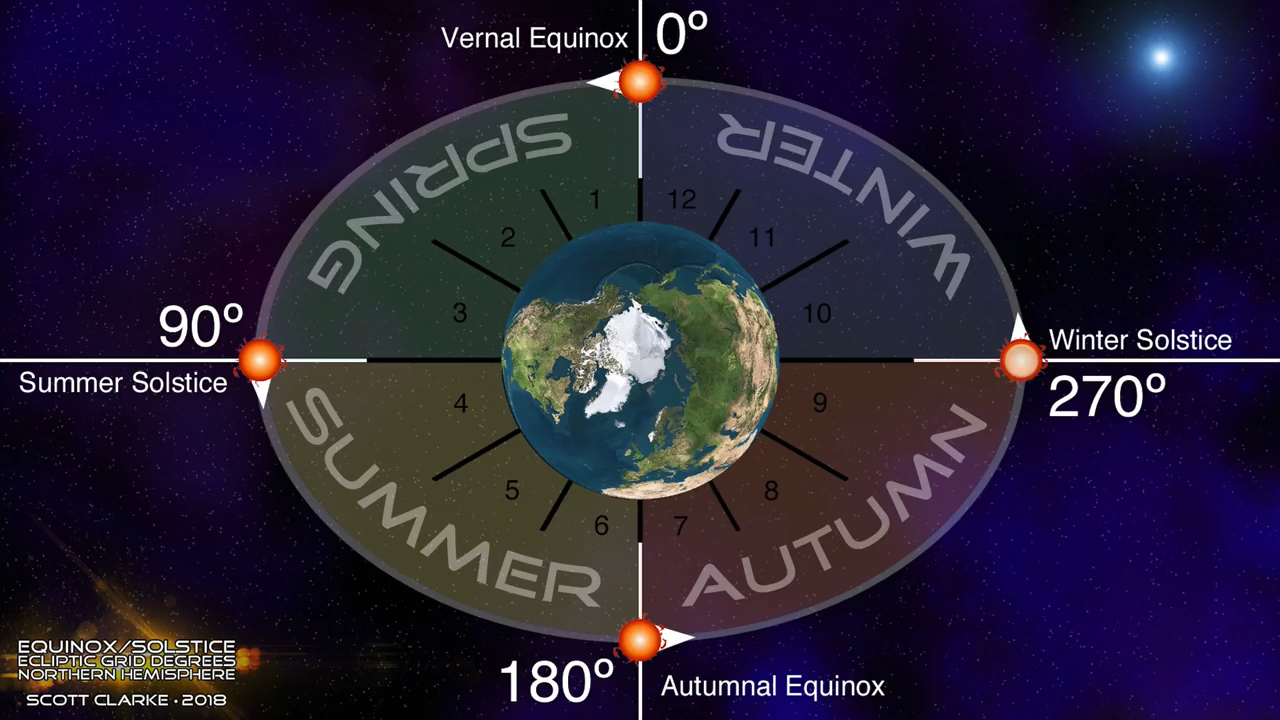 Vernal Equinox
0º
SPRING
WINTER
1
12
2
11
3
10
90º
Summer Solstice
Winter Solstice
270º
4
9
5
8
6
7
SUMMER
AUTUMN
180º
Autumnal Equinox
EQUINOX/SOLSTICE
ECLIPTIC GRID DEGREES
NORTHERN HEMISPHERE
SCOTT CLARKE • 2018